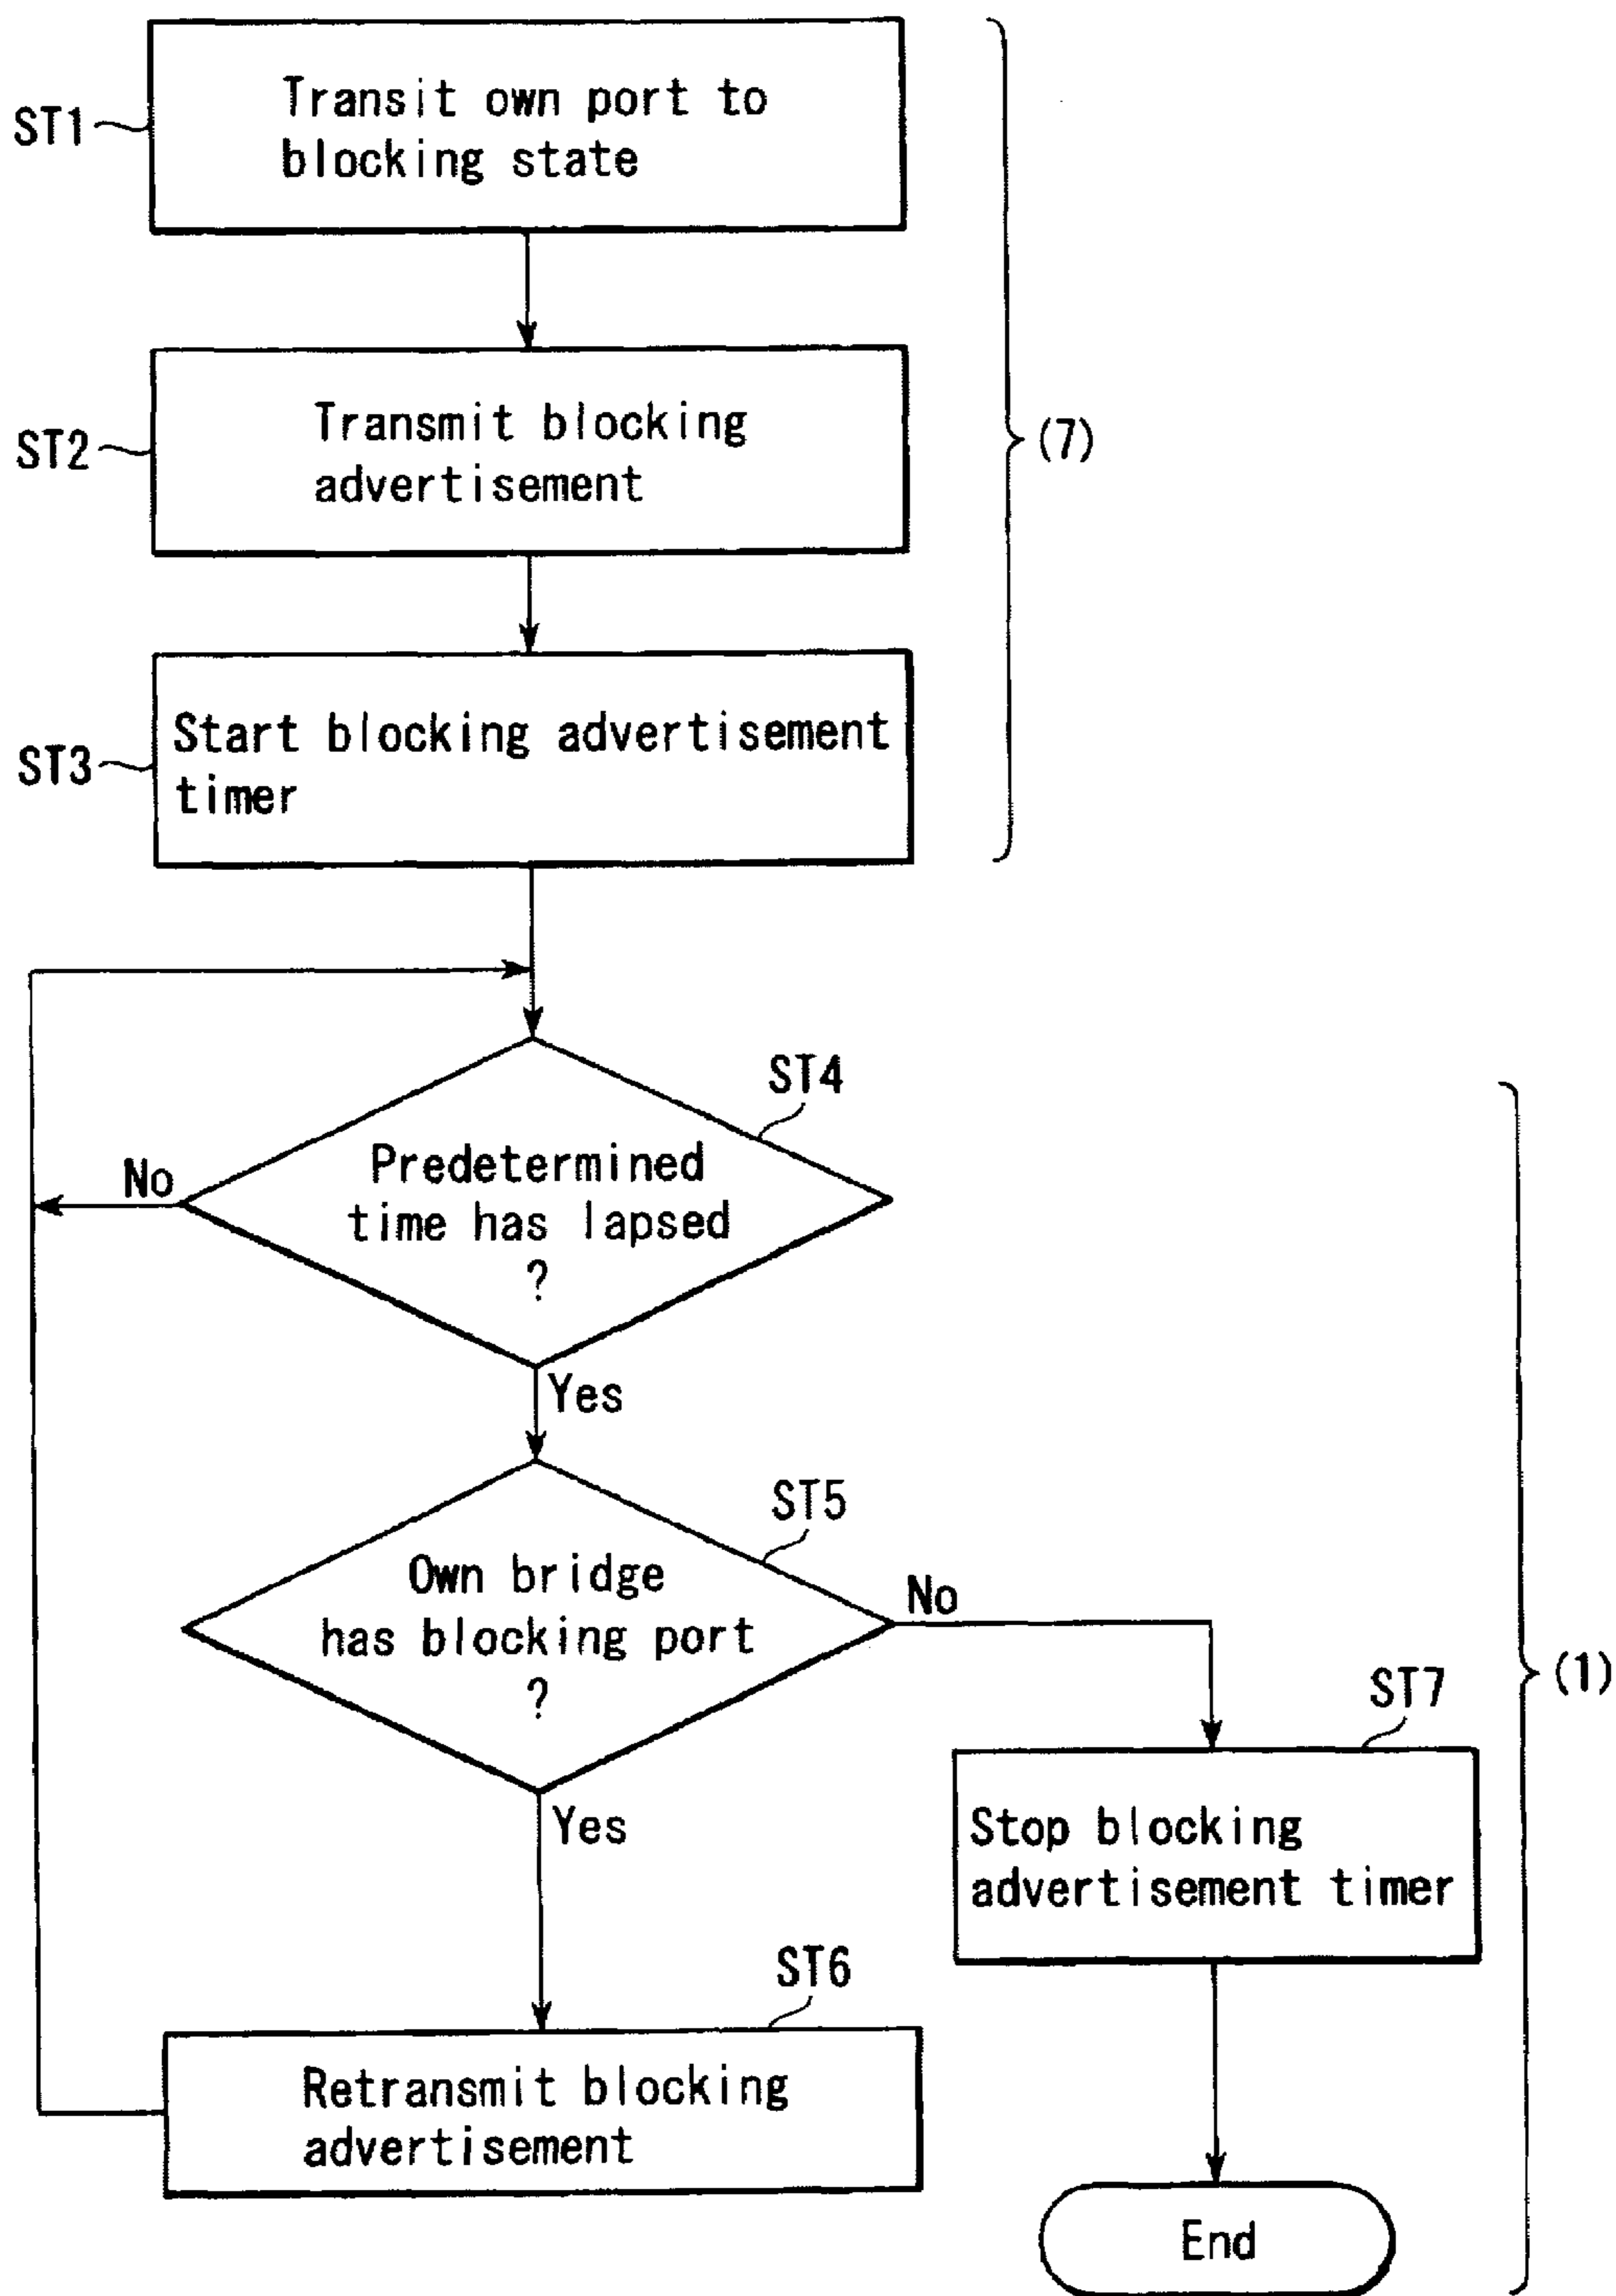 ST1
Transit own port to
blocking state
ST2
Transmit blocking
advertisement
(7)
ST3
Start blocking advertisement
timer
ST4
No
Predetermined
time has lapsed
?
Yes
ST5
Own bridge
has blocking port
?
No
(1)
ST7
Yes
Stop blocking
advertisement timer
ST6
Retransmit blocking
advertisement
End